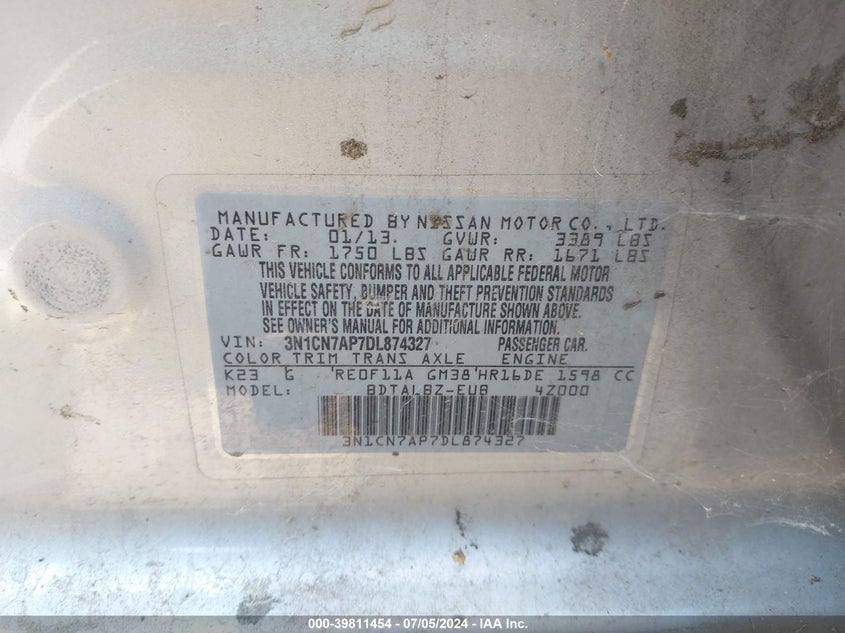 MANUFACTURED BY NISSAN MOTOR CO., LTD.
DATE: 01/13. GVWR: 3389 LBS
GAWR FR: 1750 LBS GAWR RR: 1671 LBS
THIS VEHICLE CONFORMS TO ALL APPLICABLE FEDERAL MOTOR
VEHICLE SAFETY, BUMPER AND THEFT PREVENTION STANDARDS
IN EFFECT ON THE DATE OF MANUFACTURE SHOWN ABOVE.
SEE OWNER'S MANUAL FOR ADDITIONAL INFORMATION.
VIN: 3N1CN7AP7DL874327 PASSENGER CAR.
COLOR TRIM TRANS AXLE ENGINE
K23 G 'RE0F11A GM38'HR16DE 1598 CC
MODEL: BDTALBZ-EUB 4Z000
3N1CN7AP7DL874327
000-39811454 - 07/05/2024 - IAA Inc.